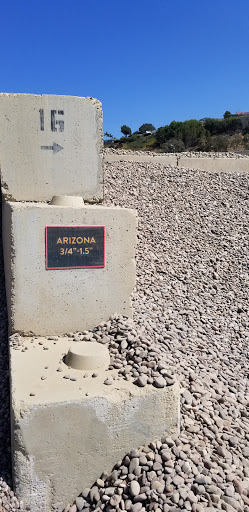 16
→
ARIZONA
3/4"-1.5"